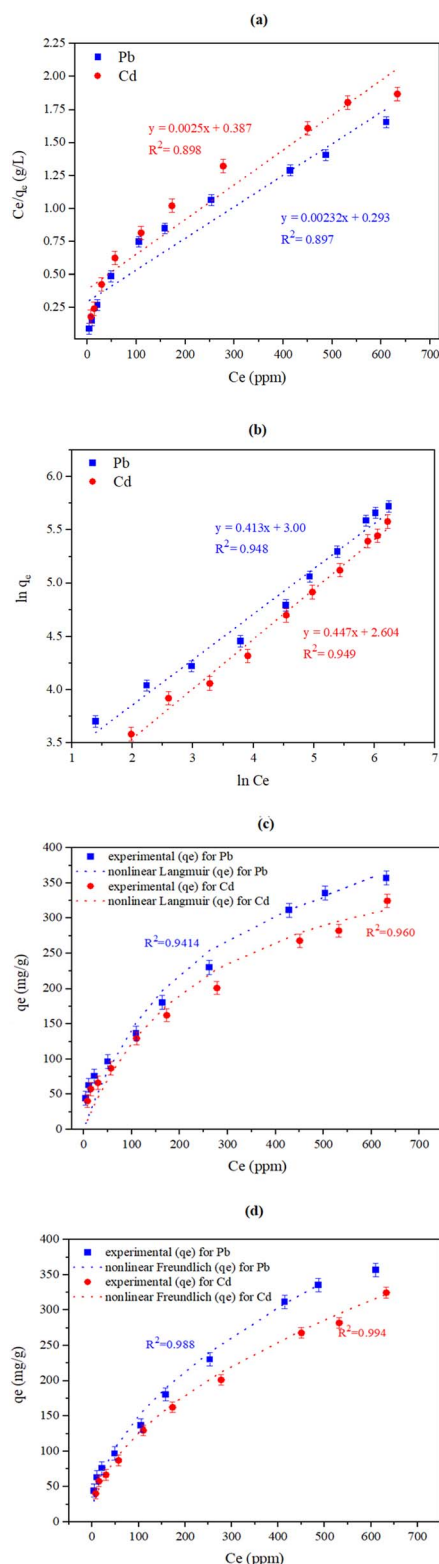 (a)
Pb
Cd
y = 0.0025x + 0.387
R²= 0.898
y = 0.00232x + 0.293
R²= 0.897
2.25
2.00
1.75
1.50
1.25
1.00
0.75
0.50
0.25
Ce/qₑ (g/L)
0 100 200 300 400 500 600 700
Ce (ppm)
(b)
Pb
Cd
y = 0.413x + 3.00
R²= 0.948
y = 0.447x + 2.604
R²= 0.949
6.0
5.5
5.0
4.5
4.0
3.5
ln qₑ
1 2 3 4 5 6 7
ln Ce
(c)
experimental (qe) for Pb
nonlinear Langmuir (qe) for Pb
experimental (qe) for Cd
nonlinear Langmuir (qe) for Cd
R²=0.9414
R²=0.960
400
350
300
250
200
150
100
50
0
qe (mg/g)
0 100 200 300 400 500 600 700
Ce (ppm)
(d)
experimental (qe) for Pb
nonlinear Freundlich (qe) for Pb
experimental (qe) for Cd
nonlinear Freundlich (qe) for Cd
R²=0.988
R²=0.994
400
350
300
250
200
150
100
50
0
qe (mg/g)
0 100 200 300 400 500 600 700
Ce (ppm)